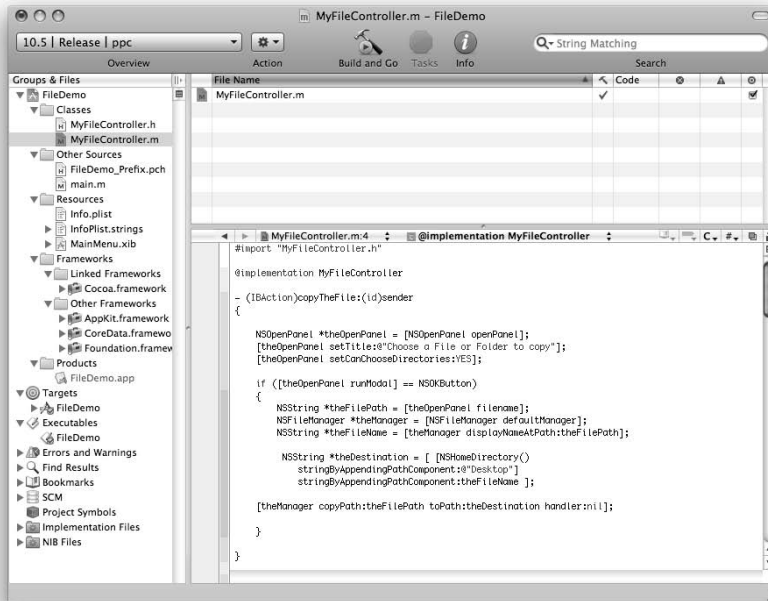 MyFileController.m – FileDemo
10.5 | Release | ppc
String Matching
Overview
Action
Build and Go
Tasks
Info
Search
Groups & Files
FileDemo
Classes
MyFileController.h
MyFileController.m
Other Sources
FileDemo_Prefix.pch
main.m
Resources
Info.plist
InfoPlist.strings
MainMenu.xib
Frameworks
Linked Frameworks
Cocoa.framework
Other Frameworks
AppKit.framework
CoreData.framewo
Foundation.framew
Products
FileDemo.app
Targets
FileDemo
Executables
FileDemo
Errors and Warnings
Find Results
Bookmarks
SCM
Project Symbols
Implementation Files
NIB Files
File Name
Code
MyFileController.m
MyFileController.m:4
@implementation MyFileController
C
#
#import "MyFileController.h"
@implementation MyFileController
- (IBAction)copyTheFile:(id)sender
{
NSOpenPanel *theOpenPanel = [NSOpenPanel openPanel];
[theOpenPanel setTitle:@"Choose a File or Folder to copy"];
[theOpenPanel setCanChooseDirectories:YES];
if ([theOpenPanel runModal] == NSOKButton)
{
NSString *theFilePath = [theOpenPanel filename];
NSFileManager *theManager = [NSFileManager defaultManager];
NSString *theFileName = [theManager displayNameAtPath:theFilePath];
NSString *theDestination = [ [NSHomeDirectory()
stringByAppendingPathComponent:@"Desktop"]
stringByAppendingPathComponent:theFileName ];
[theManager copyPath:theFilePath toPath:theDestination handler:nil];
}
}